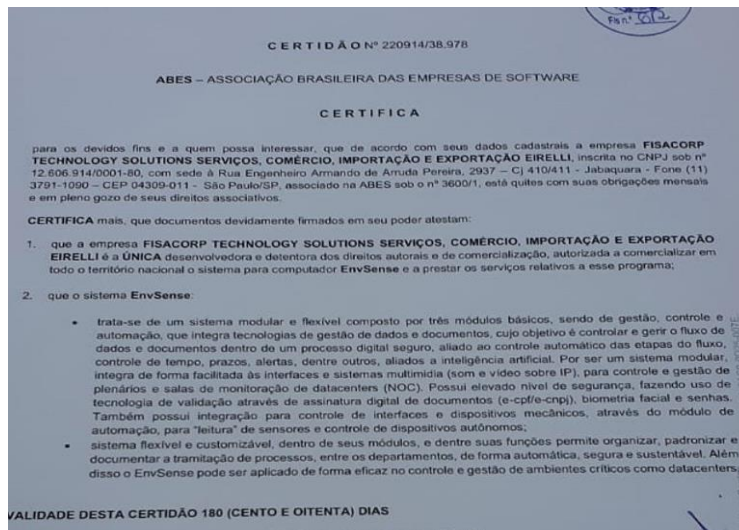 Fls n.º 612
C E R T I D Ã O Nº 220914/38.978
ABES – ASSOCIAÇÃO BRASILEIRA DAS EMPRESAS DE SOFTWARE
C E R T I F I C A
para os devidos fins e a quem possa interessar, que de acordo com seus dados cadastrais a empresa FISACORP
TECHNOLOGY SOLUTIONS SERVIÇOS, COMÉRCIO, IMPORTAÇÃO E EXPORTAÇÃO EIRELLI, inscrita no CNPJ sob nº
12.606.914/0001-80, com sede à Rua Engenheiro Armando de Arruda Pereira, 2937 – Cj 410/411 - Jabaquara - Fone (11)
3791-1090 – CEP 04309-011 - São Paulo/SP, associado na ABES sob o nº 3600/1, está quites com suas obrigações mensais
e em pleno gozo de seus direitos associativos.
CERTIFICA mais, que documentos devidamente firmados em seu poder atestam:
1. que a empresa FISACORP TECHNOLOGY SOLUTIONS SERVIÇOS, COMÉRCIO, IMPORTAÇÃO E EXPORTAÇÃO
EIRELLI é a ÚNICA desenvolvedora e detentora dos direitos autorais e de comercialização, autorizada a comercializar em
todo o território nacional o sistema para computador EnvSense e a prestar os serviços relativos a esse programa;
2. que o sistema EnvSense:
• trata-se de um sistema modular e flexível composto por três módulos básicos, sendo de gestão, controle e
automação, que integra tecnologias de gestão de dados e documentos, cujo objetivo é controlar e gerir o fluxo de
dados e documentos dentro de um processo digital seguro, aliado ao controle automático das etapas do fluxo,
controle de tempo, prazos, alertas, dentre outros, aliados a inteligência artificial. Por ser um sistema modular,
integra de forma facilitada às interfaces e sistemas multimidia (som e vídeo sobre IP), para controle e gestão de
plenários e salas de monitoração de datacenters (NOC). Possui elevado nível de segurança, fazendo uso de
tecnologia de validação através de assinatura digital de documentos (e-cpf/e-cnpj), biometria facial e senhas.
Também possui integração para controle de interfaces e dispositivos mecânicos, através do módulo de
automação, para "leitura" de sensores e controle de dispositivos autônomos;
• sistema flexível e customizável, dentro de seus módulos, e dentre suas funções permite organizar, padronizar e
documentar a tramitação de processos, entre os departamentos, de forma automática, segura e sustentável. Além
disso o EnvSense pode ser aplicado de forma eficaz no controle e gestão de ambientes críticos como datacenters
VALIDADE DESTA CERTIDÃO 180 (CENTO E OITENTA) DIAS